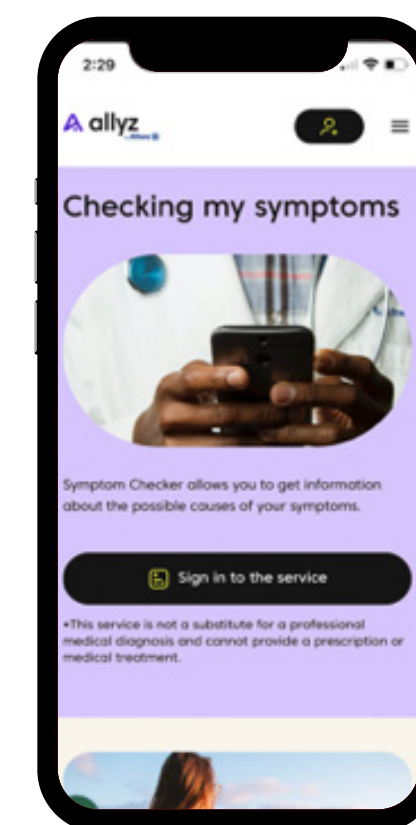 2:29
allyz
Checking my symptoms
Symptom Checker allows you to get information
about the possible causes of your symptoms.
Sign in to the service
*This service is not a substitute for a professional
medical diagnosis and cannot provide a prescription or
medical treatment.